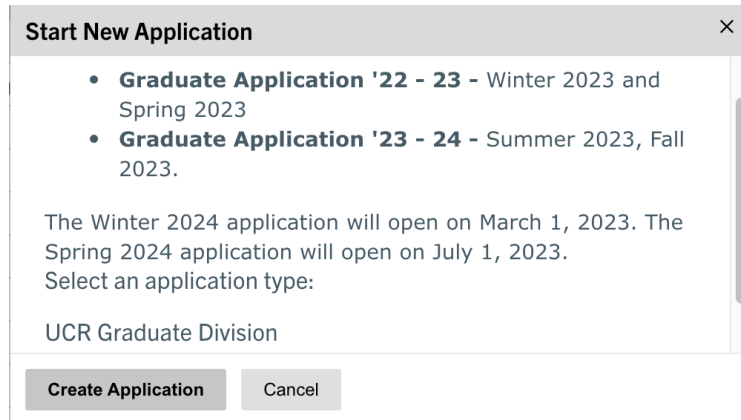 Start New Application
×
• Graduate Application '22 - 23 - Winter 2023 and
Spring 2023
• Graduate Application '23 - 24 - Summer 2023, Fall
2023.
The Winter 2024 application will open on March 1, 2023. The
Spring 2024 application will open on July 1, 2023.
Select an application type:
UCR Graduate Division
Create Application Cancel